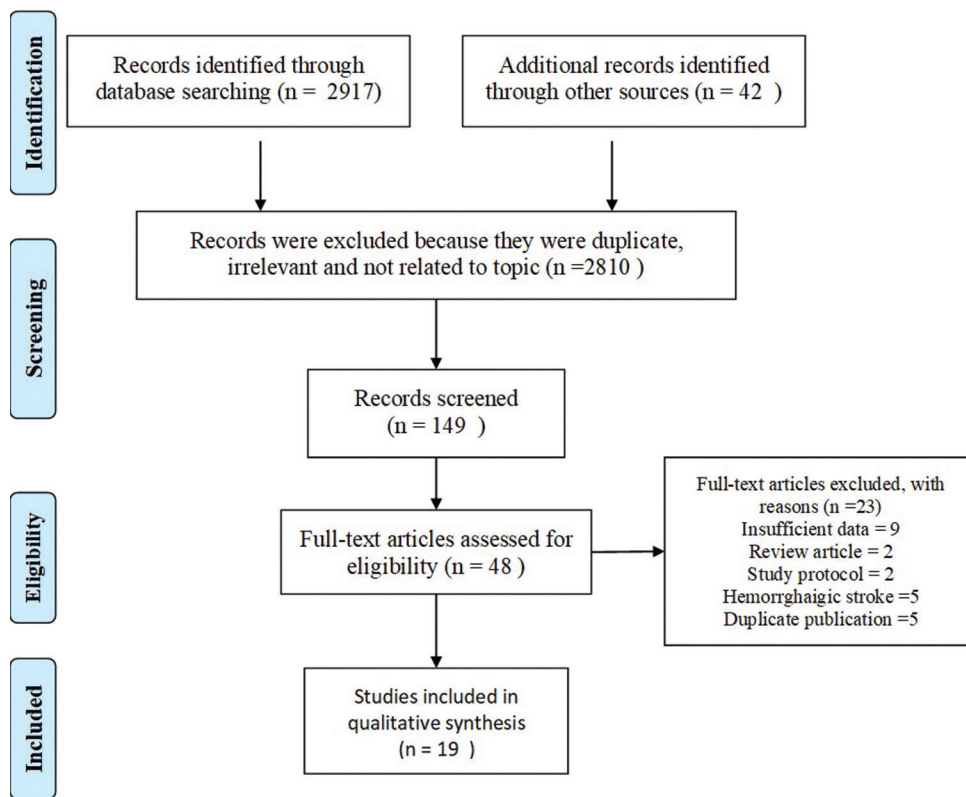 Identification
Records identified through
database searching (n = 2917)
Additional records identified
through other sources (n = 42 )
Screening
Records were excluded because they were duplicate,
irrelevant and not related to topic (n =2810 )
Records screened
(n = 149 )
Eligibility
Full-text articles assessed for
eligibility (n = 48 )
Full-text articles excluded, with
reasons (n =23)
Insufficient data = 9
Review article = 2
Study protocol = 2
Hemorrghaigic stroke =5
Duplicate publication =5
Included
Studies included in
qualitative synthesis
(n = 19 )